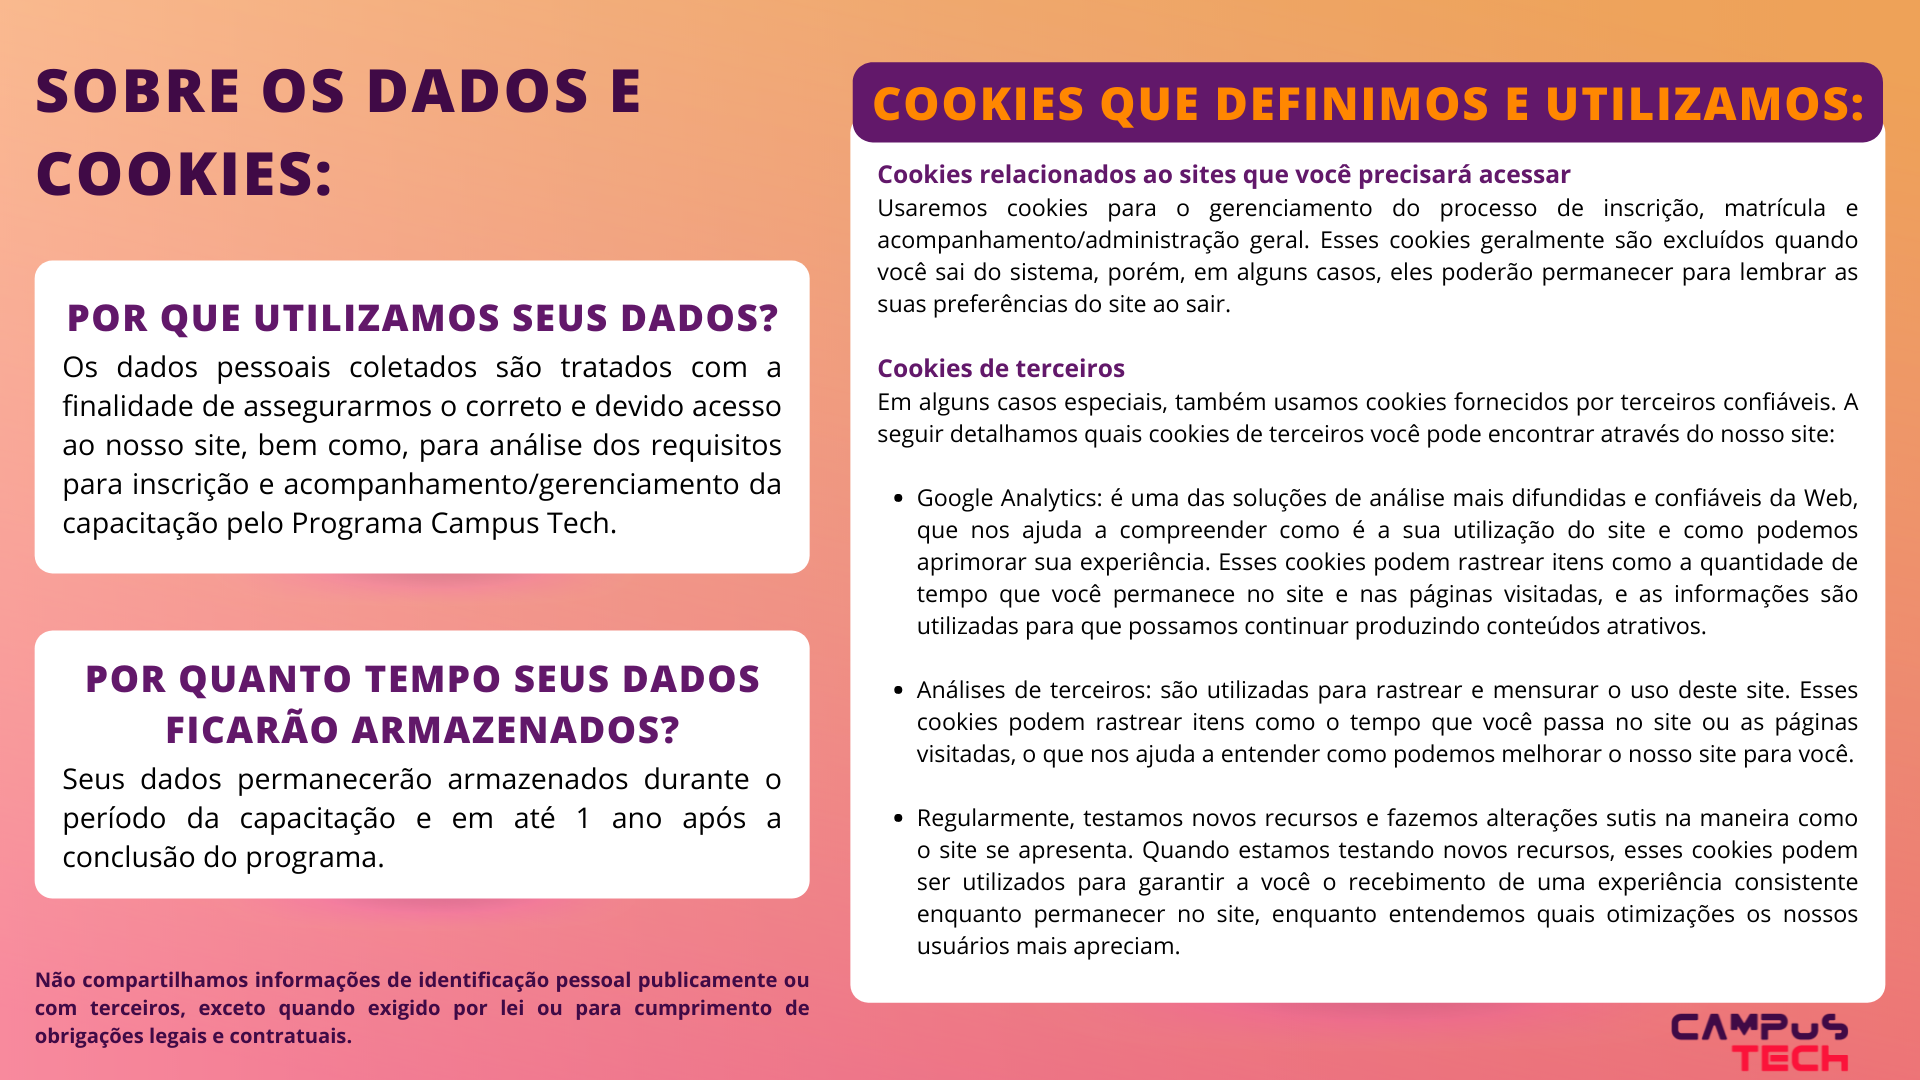 SOBRE OS DADOS E
COOKIES:
POR QUE UTILIZAMOS SEUS DADOS?
Os dados pessoais coletados são tratados com a
finalidade de assegurarmos o correto e devido acesso
ao nosso site, bem como, para análise dos requisitos
para inscrição e acompanhamento/gerenciamento da
capacitação pelo Programa Campus Tech.
POR QUANTO TEMPO SEUS DADOS
FICARÃO ARMAZENADOS?
Seus dados permanecerão armazenados durante o
período da capacitação e em até 1 ano após a
conclusão do programa.
Não compartilhamos informações de identificação pessoal publicamente ou
com terceiros, exceto quando exigido por lei ou para cumprimento de
obrigações legais e contratuais.
COOKIES QUE DEFINIMOS E UTILIZAMOS:
Cookies relacionados ao sites que você precisará acessar
Usaremos cookies para o gerenciamento do processo de inscrição, matrícula e
acompanhamento/administração geral. Esses cookies geralmente são excluídos quando
você sai do sistema, porém, em alguns casos, eles poderão permanecer para lembrar as
suas preferências do site ao sair.
Cookies de terceiros
Em alguns casos especiais, também usamos cookies fornecidos por terceiros confiáveis. A
seguir detalhamos quais cookies de terceiros você pode encontrar através do nosso site:
• Google Analytics: é uma das soluções de análise mais difundidas e confiáveis da Web,
que nos ajuda a compreender como é a sua utilização do site e como podemos
aprimorar sua experiência. Esses cookies podem rastrear itens como a quantidade de
tempo que você permanece no site e nas páginas visitadas, e as informações são
utilizadas para que possamos continuar produzindo conteúdos atrativos.
• Análises de terceiros: são utilizadas para rastrear e mensurar o uso deste site. Esses
cookies podem rastrear itens como o tempo que você passa no site ou as páginas
visitadas, o que nos ajuda a entender como podemos melhorar o nosso site para você.
• Regularmente, testamos novos recursos e fazemos alterações sutis na maneira como
o site se apresenta. Quando estamos testando novos recursos, esses cookies podem
ser utilizados para garantir a você o recebimento de uma experiência consistente
enquanto permanecer no site, enquanto entendemos quais otimizações os nossos
usuários mais apreciam.
CAMPUS
TECH